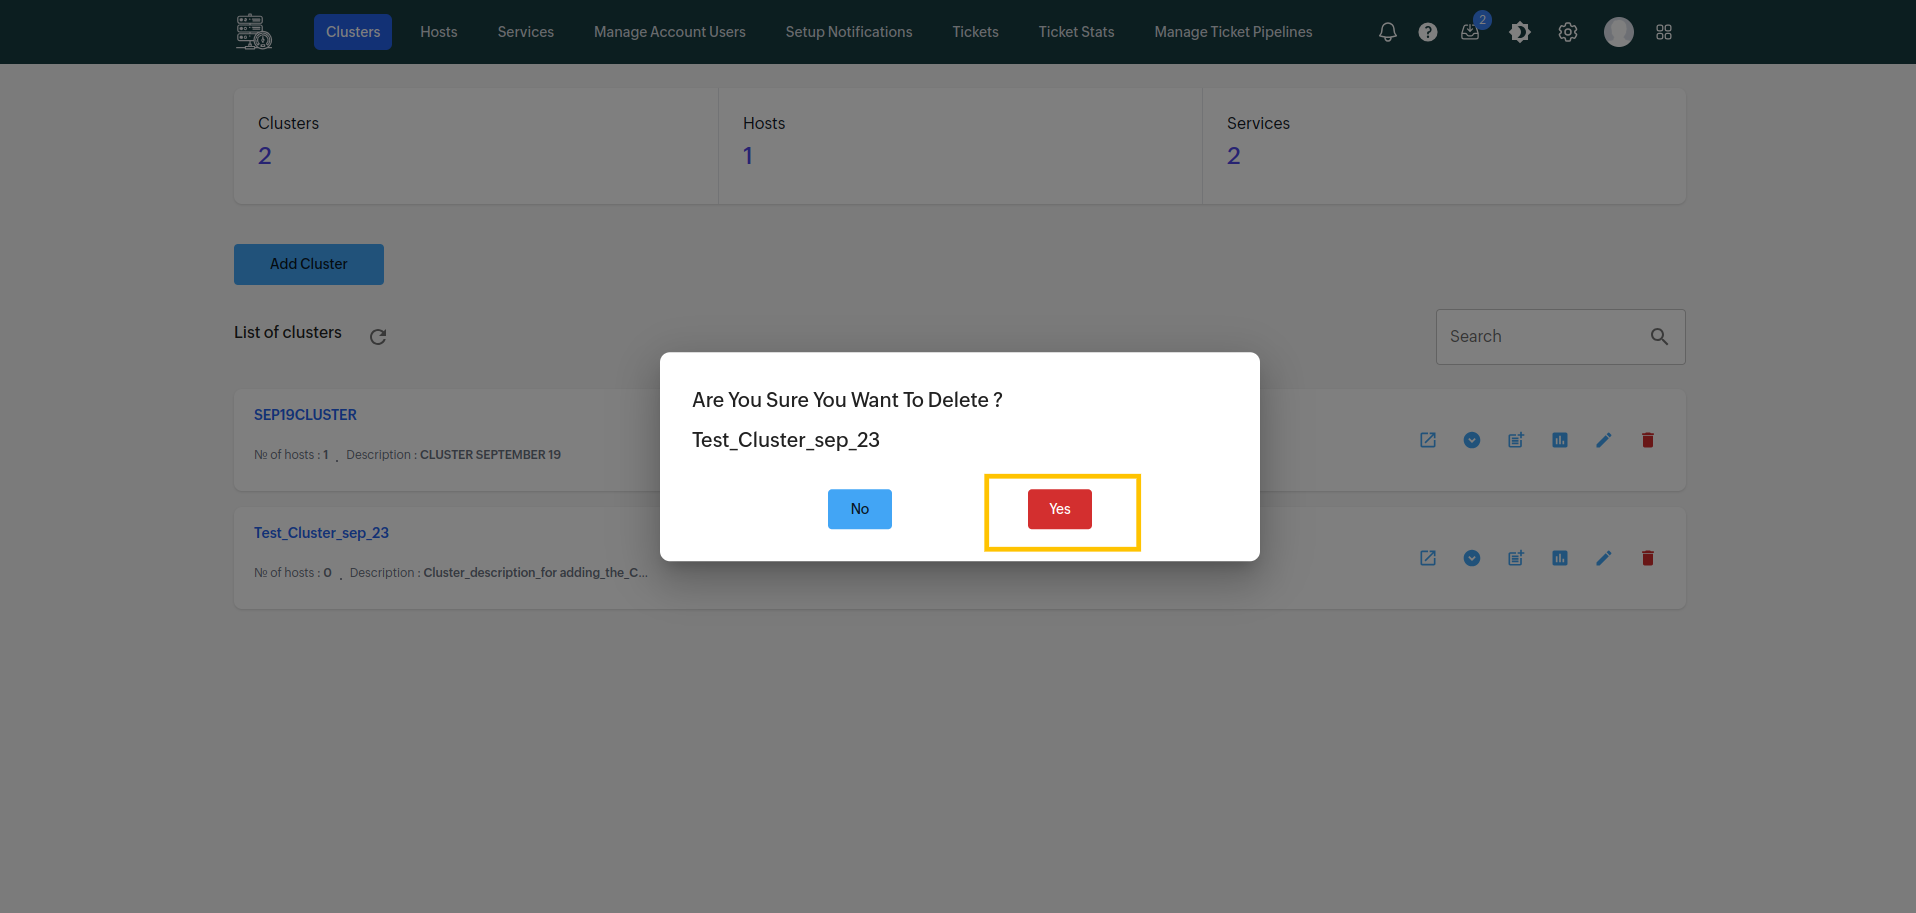 Clusters Hosts Services Manage Account Users Setup Notifications Tickets Ticket Stats Manage Ticket Pipelines ? 2
Clusters
2
Hosts
1
Services
2
Add Cluster
List of clusters
Search
SEP19CLUSTER
№ of hosts : 1 . Description : CLUSTER SEPTEMBER 19
Test_Cluster_sep_23
№ of hosts : 0 . Description : Cluster_description_for adding_the_C...
Are You Sure You Want To Delete ?
Test_Cluster_sep_23
No
Yes